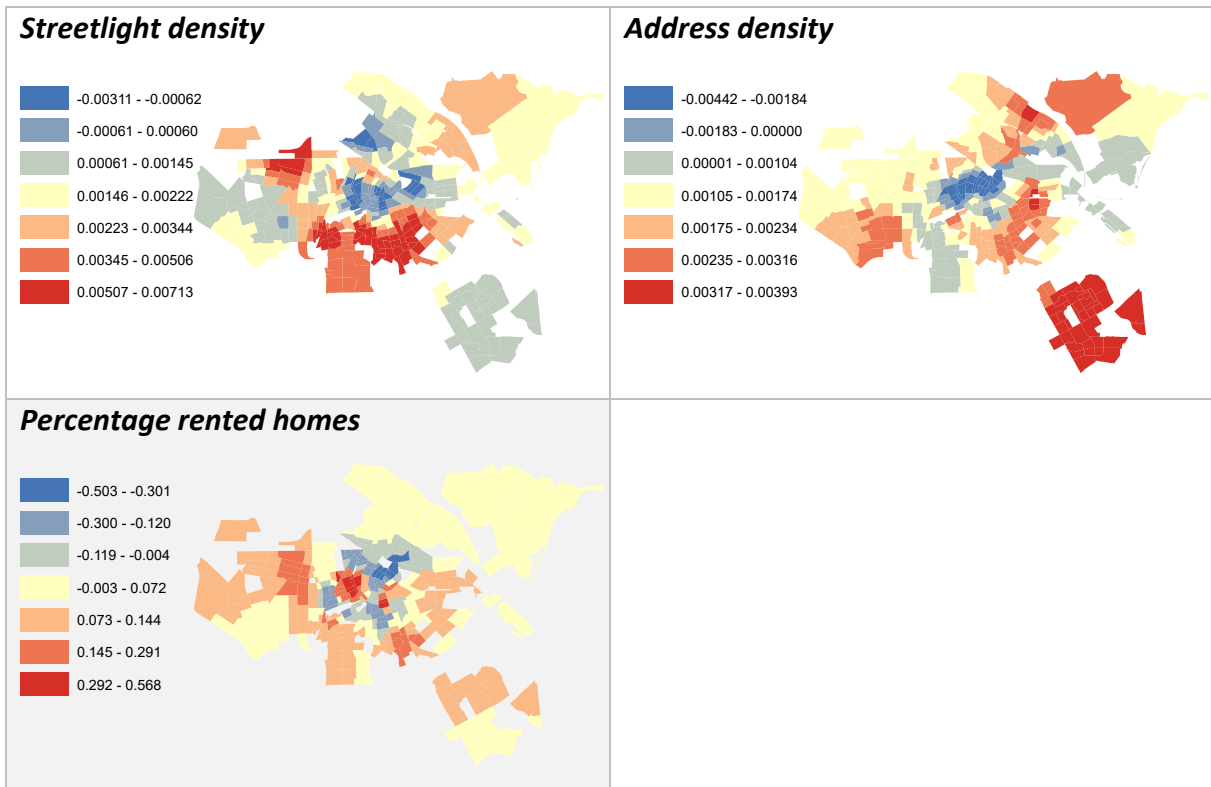 Streetlight density
-0.00311 - -0.00062
-0.00061 - 0.00060
0.00061 - 0.00145
0.00146 - 0.00222
0.00223 - 0.00344
0.00345 - 0.00506
0.00507 - 0.00713
Address density
-0.00442 - -0.00184
-0.00183 - 0.00000
0.00001 - 0.00104
0.00105 - 0.00174
0.00175 - 0.00234
0.00235 - 0.00316
0.00317 - 0.00393
Percentage rented homes
-0.503 - -0.301
-0.300 - -0.120
-0.119 - -0.004
-0.003 - 0.072
0.073 - 0.144
0.145 - 0.291
0.292 - 0.568